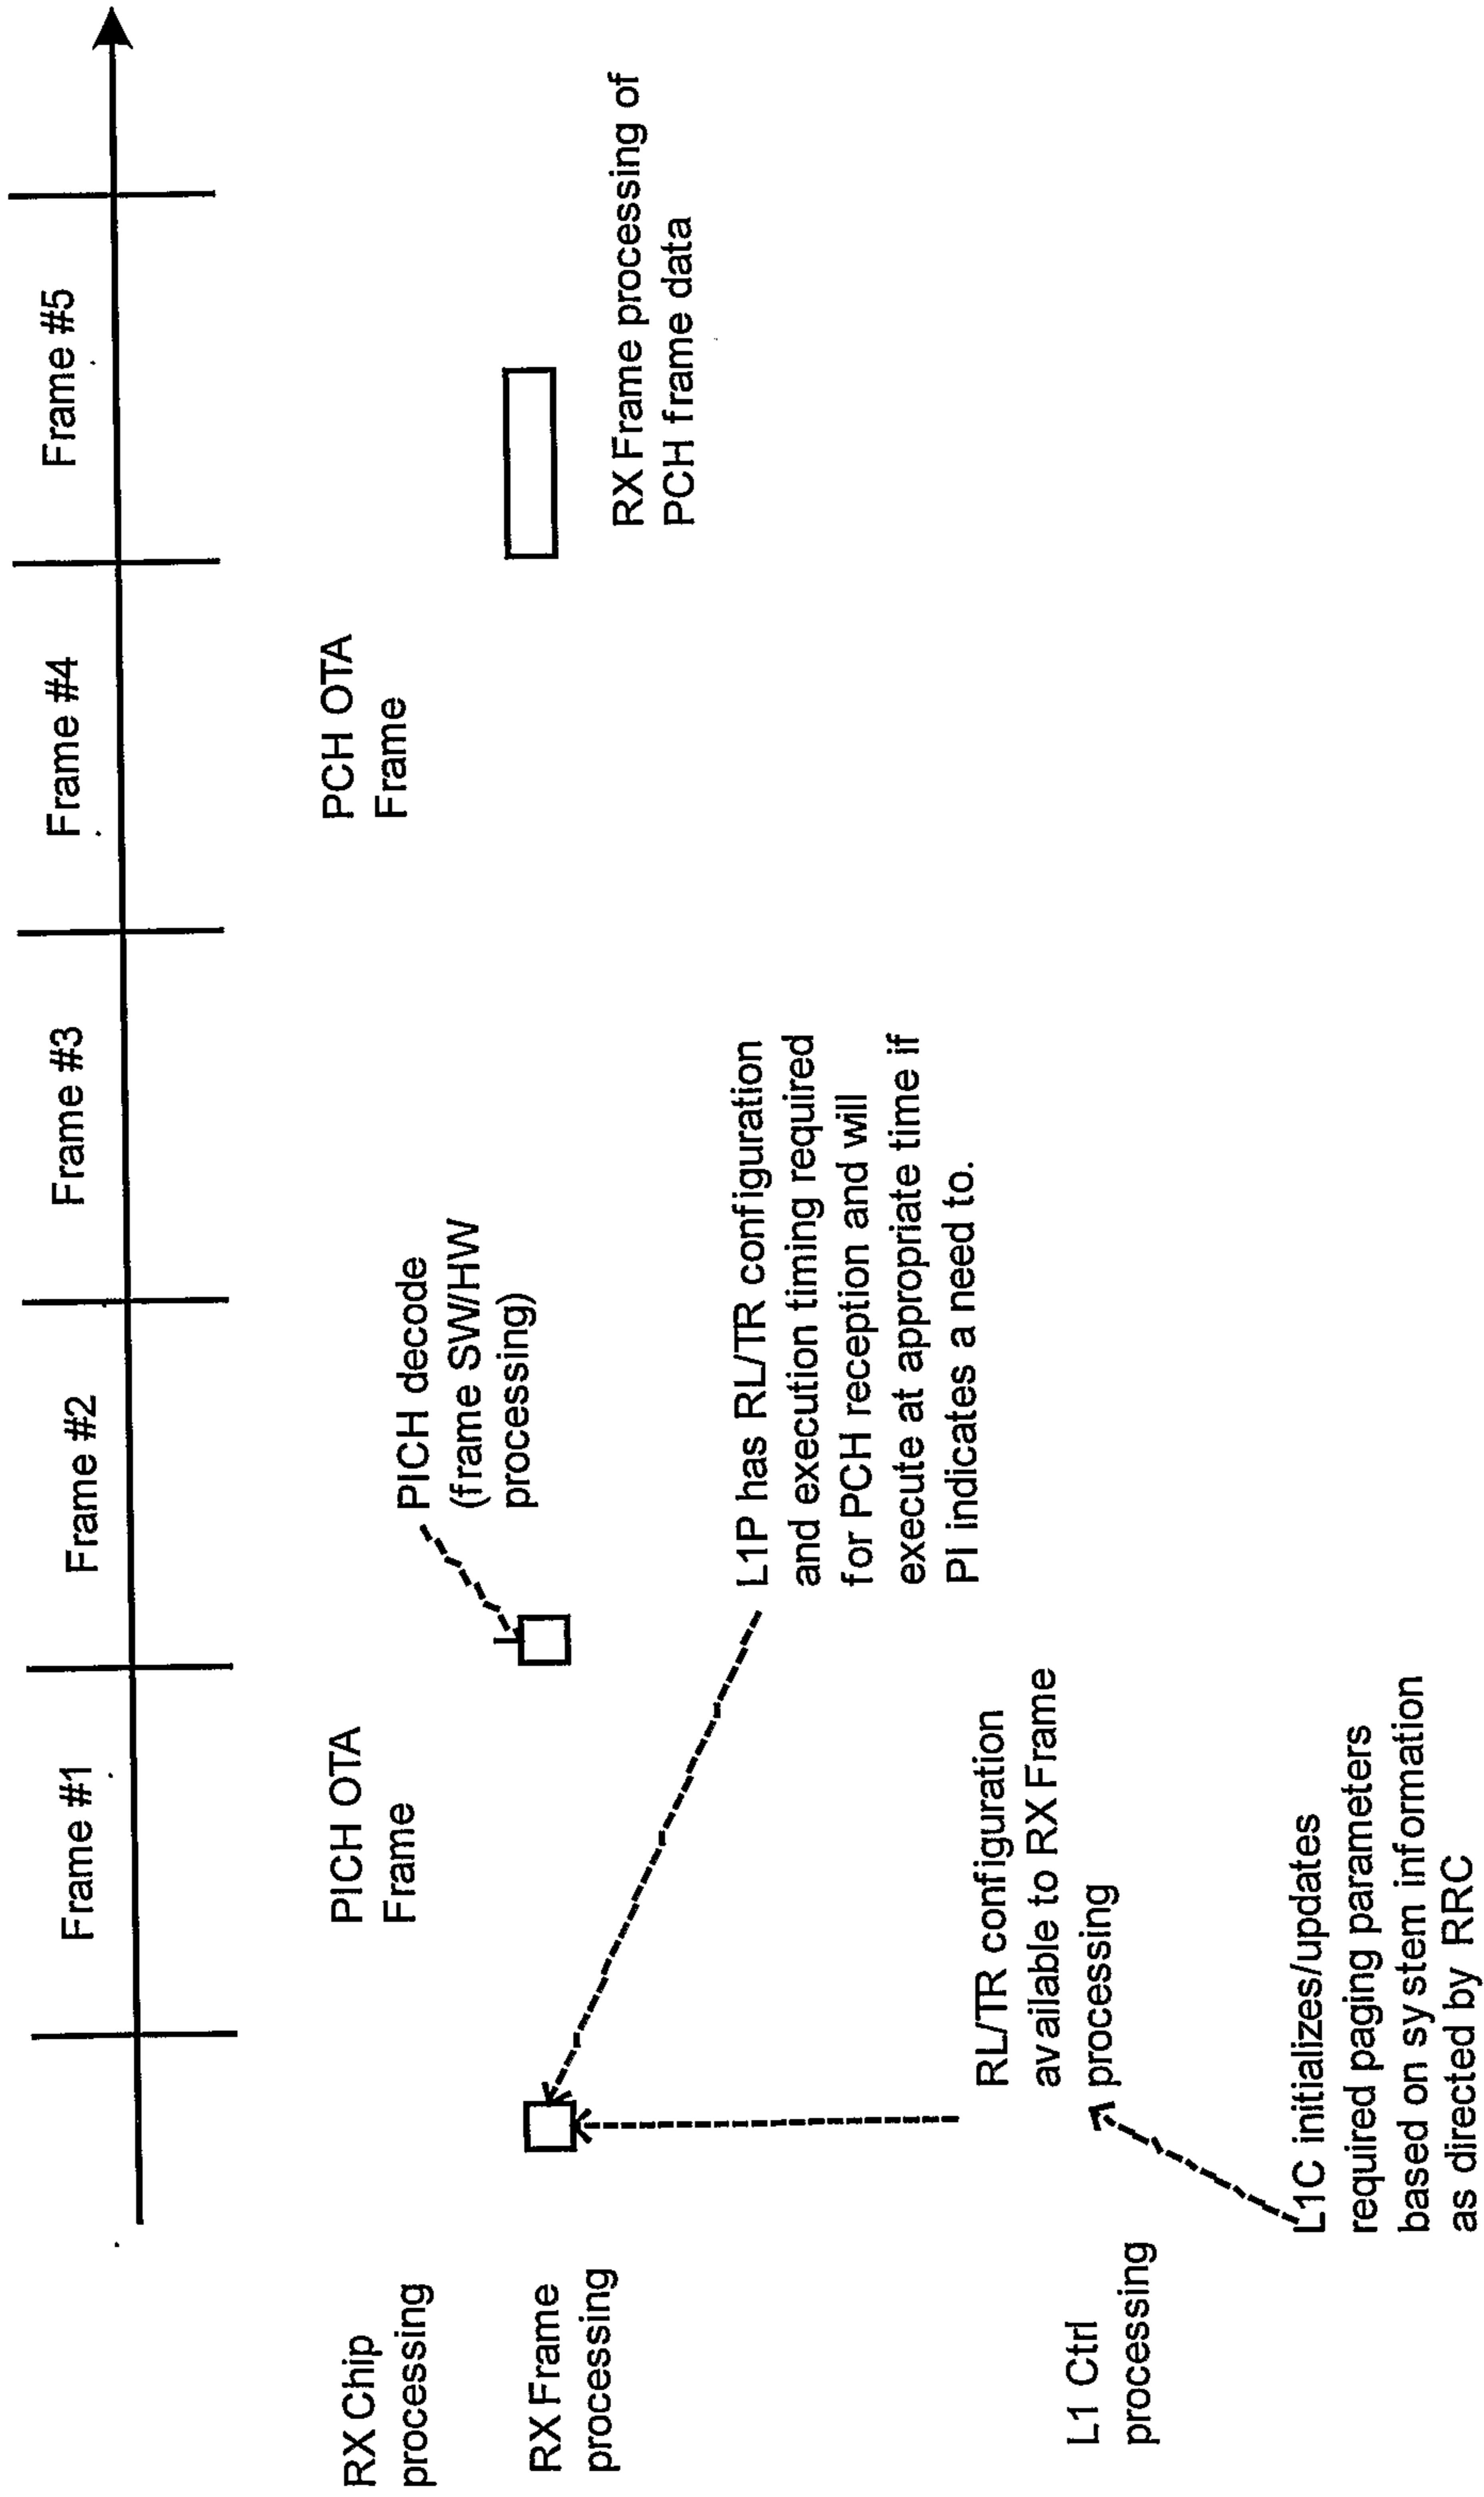 Frame #1
Frame #2
Frame #3
Frame #4
Frame #5
RX Chip
processing
PICH OTA
Frame
PCH OTA
Frame
PICH decode
(frame SW/HW
processing)
RX Frame
processing
RX Frame processing of
PCH frame data
L1P has RL/TR configuration
and execution timing required
for PCH reception and will
execute at appropriate time if
PI indicates a need to.
RL/TR configuration
available to RX Frame
processing
L1 Ctrl
processing
L1C initializes/updates
required paging parameters
based on system information
as directed by RRC